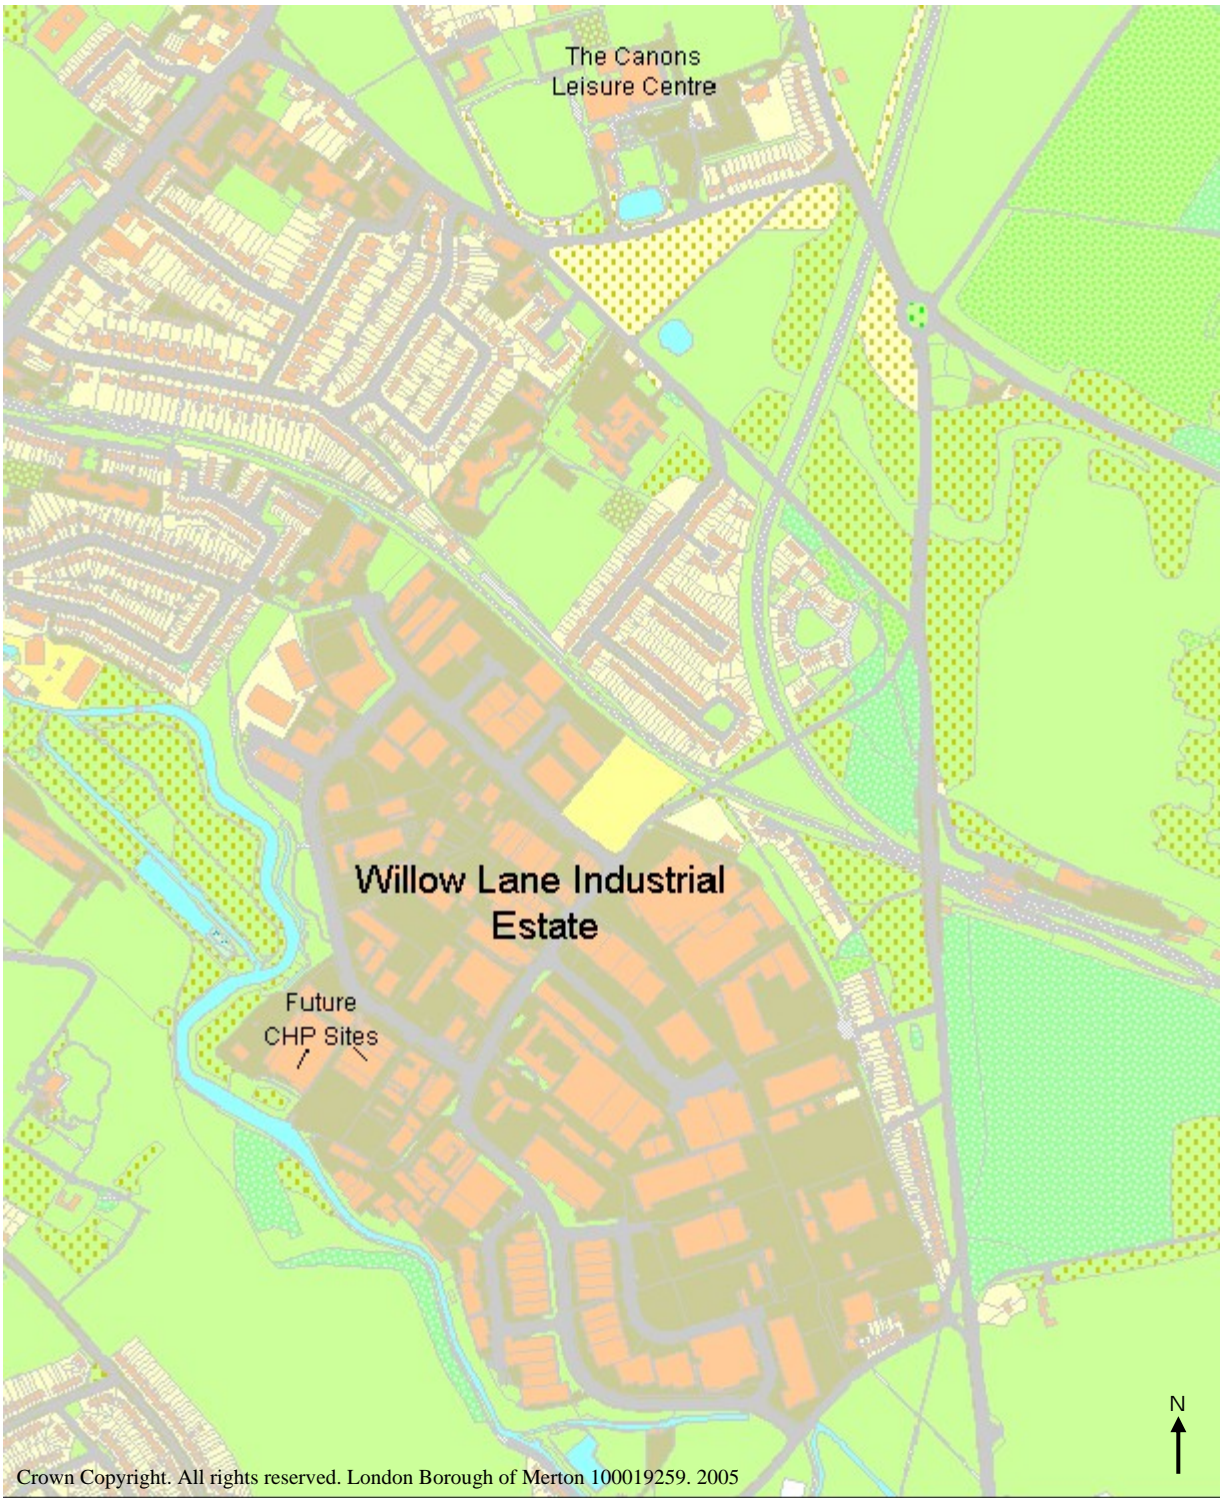 The Canons
Leisure Centre
Willow Lane Industrial
Estate
Future
CHP Sites
N
Crown Copyright. All rights reserved. London Borough of Merton 100019259. 2005